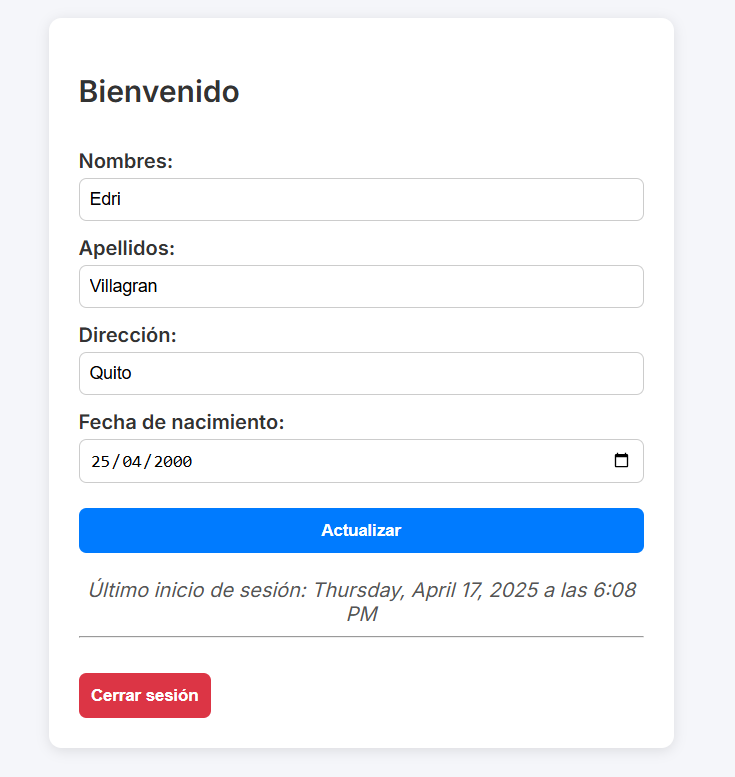 Bienvenido
Nombres:
Edri
Apellidos:
Villagran
Dirección:
Quito
Fecha de nacimiento:
25/04/2000
Actualizar
Último inicio de sesión: Thursday, April 17, 2025 a las 6:08
PM
Cerrar sesión